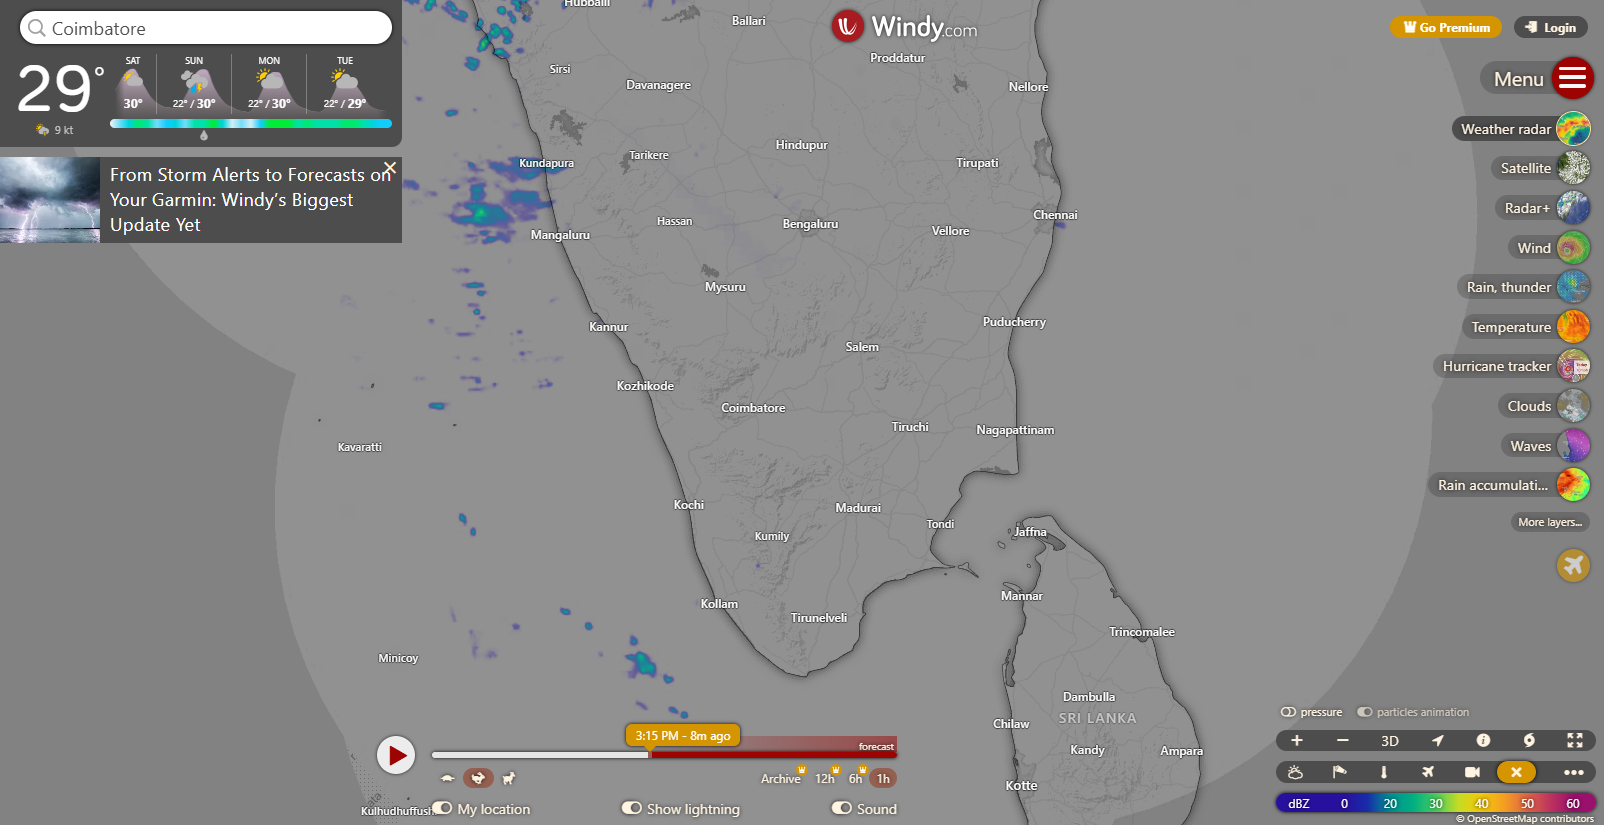 Coimbatore
29°
9 kt
SAT
SUN
MON
TUE
30°
22° / 30°
22° / 30°
22° / 29°
From Storm Alerts to Forecasts on
Your Garmin: Windy's Biggest
Update Yet
Windy.com
Go Premium
Login
Menu
Weather radar
Satellite
Radar+
Wind
Rain, thunder
Temperature
Hurricane tracker
Clouds
Waves
Rain accumulati...
More layers...
Hubballi
Ballari
Proddatur
Sirsi
Davanagere
Nellore
Hindupur
Kundapura
Tarikere
Tirupati
Hassan
Bengaluru
Chennai
Mangaluru
Vellore
Mysuru
Kannur
Puducherry
Salem
Kozhikode
Coimbatore
Tiruchi
Nagapattinam
Kavaratti
Kochi
Madurai
Tondi
Jaffna
Kumily
Mannar
Kollam
Tirunelveli
Trincomalee
Minicoy
Dambulla
SRI LANKA
Chilaw
Kandy
Ampara
Kotte
Kulhudhuffush
3:15 PM - 8m ago
forecast
Archive
12h
6h
1h
My location
Show lightning
Sound
pressure
particles animation
+
−
3D
dBZ
0
20
30
40
50
60
© OpenStreetMap contributors